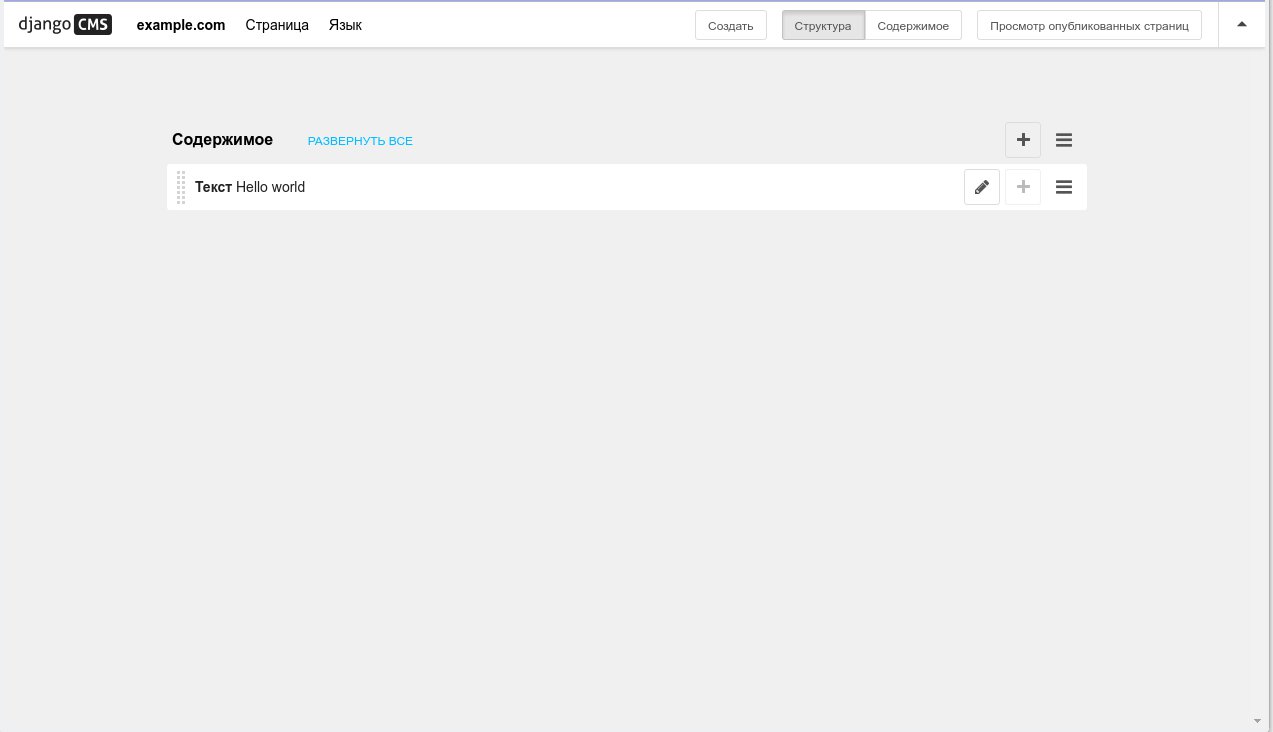 django CMS example.com Страница Язык Создать Структура Содержимое Просмотр опубликованных страниц
Содержимое РАЗВЕРНУТЬ ВСЕ
Текст Hello world